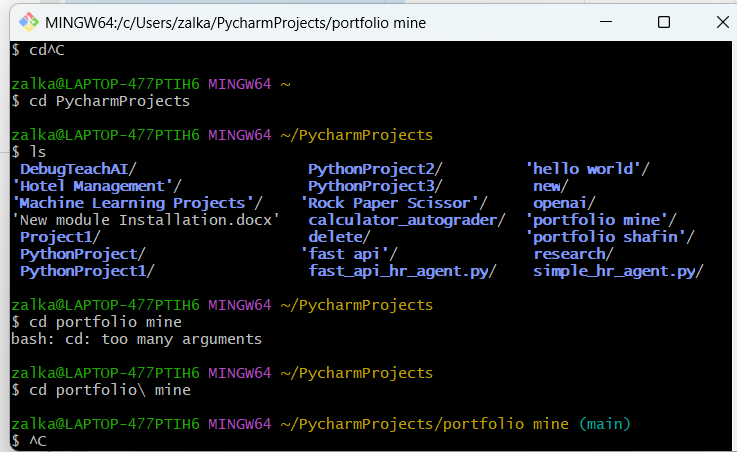 MINGW64:/c/Users/zalka/PycharmProjects/portfolio mine
$ cd^C
zalka@LAPTOP-477PTIH6 MINGW64 ~
$ cd PycharmProjects
zalka@LAPTOP-477PTIH6 MINGW64 ~/PycharmProjects
$ ls
DebugTeachAI/ PythonProject2/ 'hello world'/
'Hotel Management'/ PythonProject3/ new/
'Machine Learning Projects'/ 'Rock Paper Scissor'/ openai/
'New module Installation.docx' calculator_autograder/ 'portfolio mine'/
Project1/ delete/ 'portfolio shafin'/
PythonProject/ 'fast api'/ research/
PythonProject1/ fast_api_hr_agent.py/ simple_hr_agent.py/
zalka@LAPTOP-477PTIH6 MINGW64 ~/PycharmProjects
$ cd portfolio mine
bash: cd: too many arguments
zalka@LAPTOP-477PTIH6 MINGW64 ~/PycharmProjects
$ cd portfolio\ mine
zalka@LAPTOP-477PTIH6 MINGW64 ~/PycharmProjects/portfolio mine (main)
$ ^C